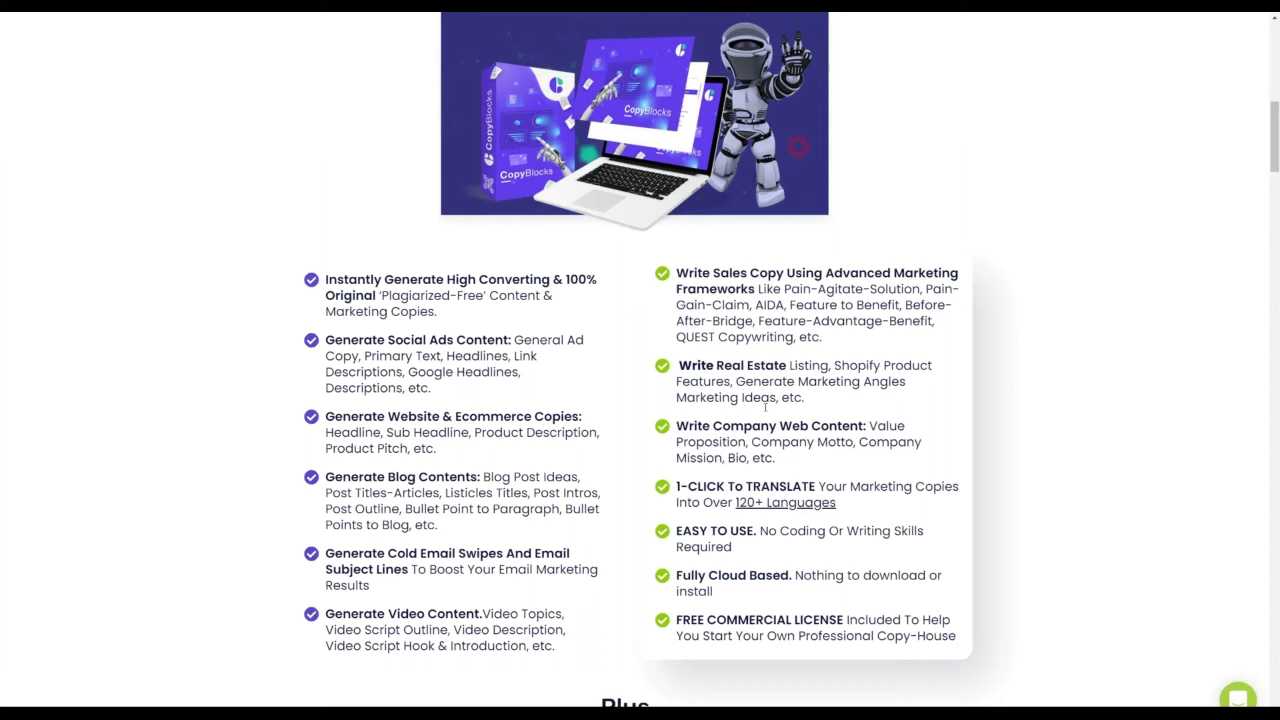 CopyBlocks
CopyBlocks
CopyBlocks
CopyBlocks
Instantly Generate High Converting & 100%
Original ‘Plagiarized-Free’ Content &
Marketing Copies.
Generate Social Ads Content: General Ad
Copy, Primary Text, Headlines, Link
Descriptions, Google Headlines,
Descriptions, etc.
Generate Website & Ecommerce Copies:
Headline, Sub Headline, Product Description,
Product Pitch, etc.
Generate Blog Contents: Blog Post Ideas,
Post Titles-Articles, Listicles Titles, Post Intros,
Post Outline, Bullet Point to Paragraph, Bullet
Points to Blog, etc.
Generate Cold Email Swipes And Email
Subject Lines To Boost Your Email Marketing
Results
Generate Video Content.Video Topics,
Video Script Outline, Video Description,
Video Script Hook & Introduction, etc.
Write Sales Copy Using Advanced Marketing
Frameworks Like Pain-Agitate-Solution, Pain-
Gain-Claim, AIDA, Feature to Benefit, Before-
After-Bridge, Feature-Advantage-Benefit,
QUEST Copywriting, etc.
Write Real Estate Listing, Shopify Product
Features, Generate Marketing Angles
Marketing Ideas, etc.
Write Company Web Content: Value
Proposition, Company Motto, Company
Mission, Bio, etc.
1-CLICK To TRANSLATE Your Marketing Copies
Into Over 120+ Languages
EASY TO USE. No Coding Or Writing Skills
Required
Fully Cloud Based. Nothing to download or
install
FREE COMMERCIAL LICENSE Included To Help
You Start Your Own Professional Copy-House
Plus